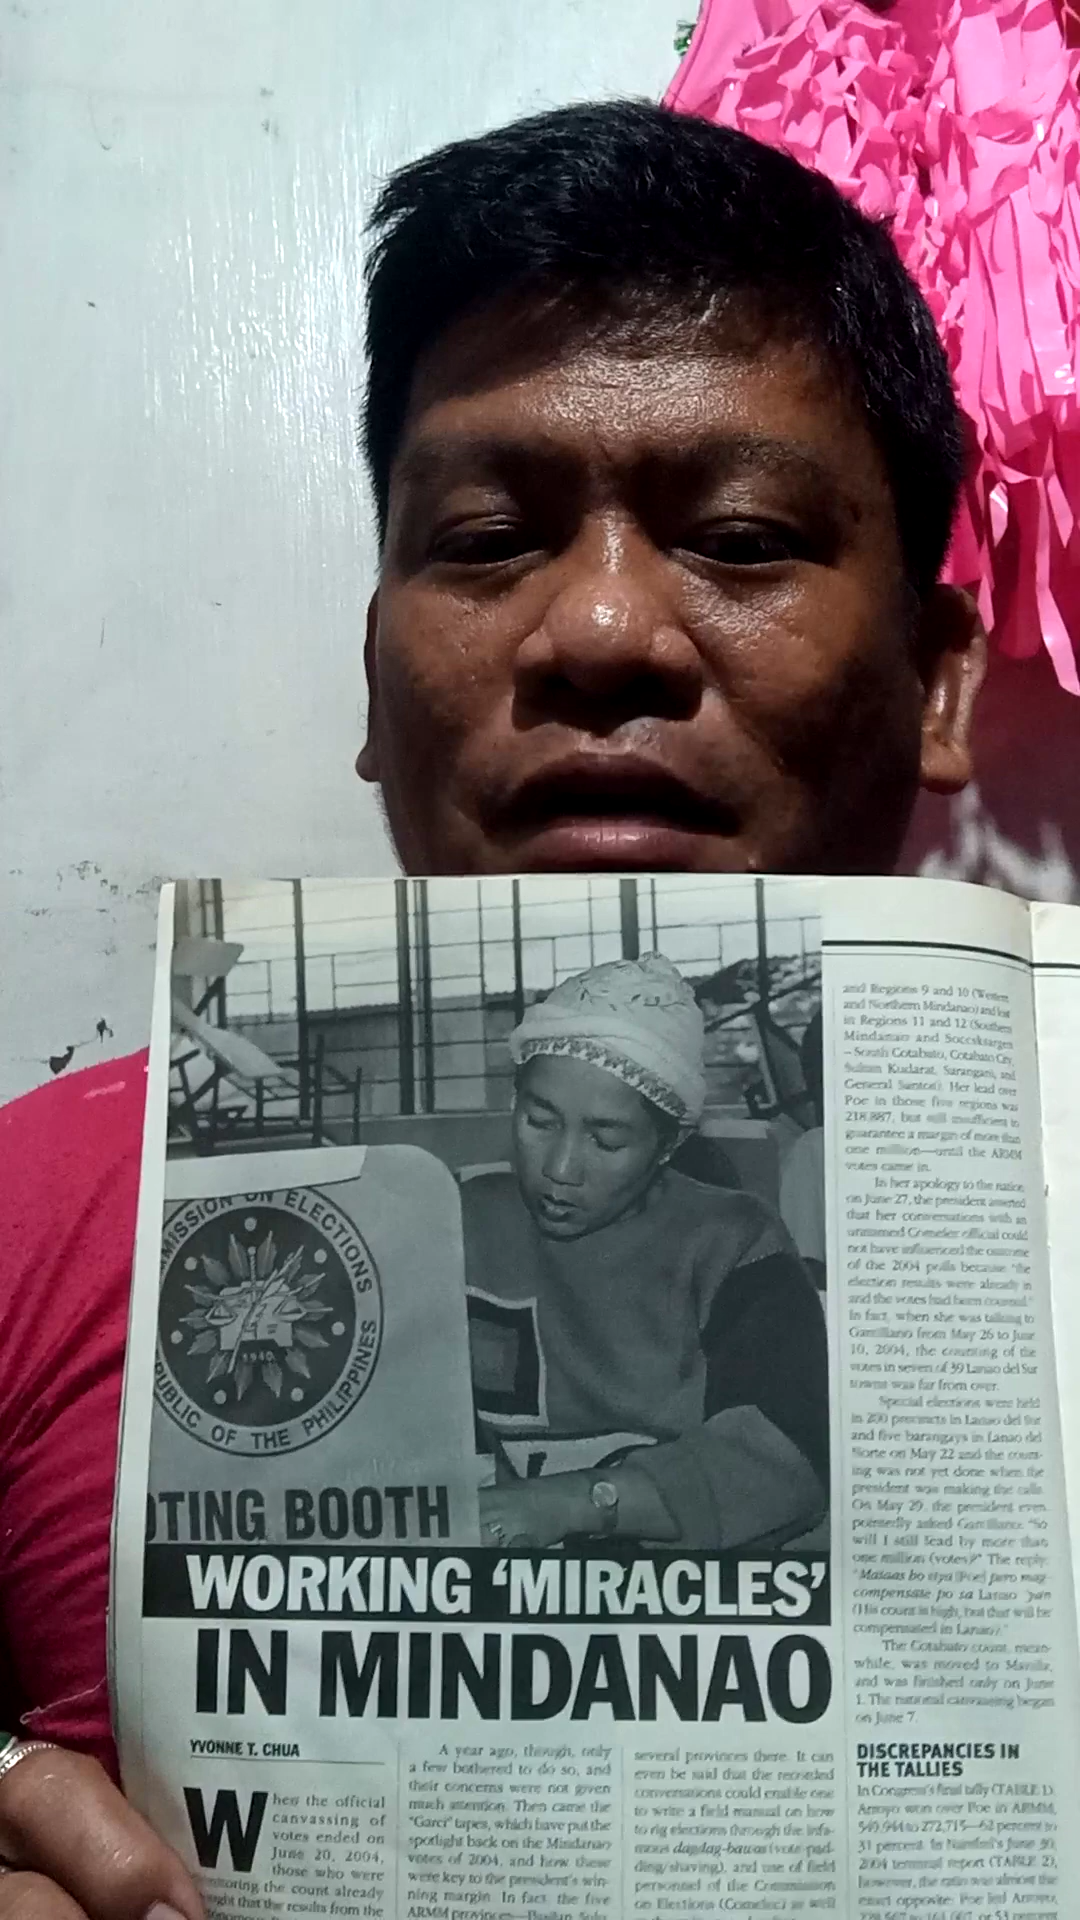 MMISSION ON ELECTIONS
1940
PUBLIC OF THE PHILIPPINES
OTING BOOTH
WORKING ‘MIRACLES’
IN MINDANAO
YVONNE T. CHUA
When the official
canvassing of
votes ended on
June 20, 2004,
those who were
the count already
that the results from the
A year ago, though, only
a few bothered to do so, and
their concerns were not given
much attention. Then came the
"Garci" tapes, which have put the
spotlight back on the Mindanao
votes of 2004, and how these
were key to the president's win-
ning margin. In fact, the five
ARMM provinces—Basilan, Sulu,
several provinces there. It can
even be said that the recorded
conversations could enable one
to write a field manual on how
to rig elections through the infa-
mous dagdag-bawas (vote pad-
ding/shaving), and use of field
personnel of the Commission
on Elections (Comelec) as well
and Regions 9 and 10 (Western
and Northern Mindanao) and lost
in Regions 11 and 12 (Southern
Mindanao and Soccsksargen
– South Cotabato, Cotabato City,
Sultan Kudarat, Sarangani, and
General Santos). Her lead over
Poe in those five regions was
218,887, but still insufficient to
guarantee a margin of more than
one million—until the ARMM
votes came in.
In her apology to the nation
on June 27, the president asserted
that her conversations with an
unnamed Comelec official could
not have influenced the outcome
of the 2004 polls because "the
election results were already in
and the votes had been counted."
In fact, when she was talking to
Garcillano from May 26 to June
10, 2004, the counting of the
votes in seven of 39 Lanao del Sur
towns was far from over.
Special elections were held
in 200 precincts in Lanao del Sur
and five barangays in Lanao del
Norte on May 22 and the count-
ing was not yet done when the
president was making the calls.
On May 29, the president even
pointedly asked Garcillano: "So
will I still lead by more than
one million (votes)?" The reply:
"Mataas ho siya (Poe) pero mag-
compensate po sa Lanao 'yan
(His count is high, but that will be
compensated in Lanao)."
The Cotabato count, mean-
while, was moved to Manila,
and was finished only on June
1. The national canvassing began
on June 7.
DISCREPANCIES IN
THE TALLIES
In Congress's final tally (TABLE 1),
Arroyo won over Poe in ARMM,
549,964 to 272,715—62 percent to
31 percent. In Namfrel's June 30,
2004 terminal report (TABLE 2),
however, the ratio was almost the
exact opposite: Poe led Arroyo,